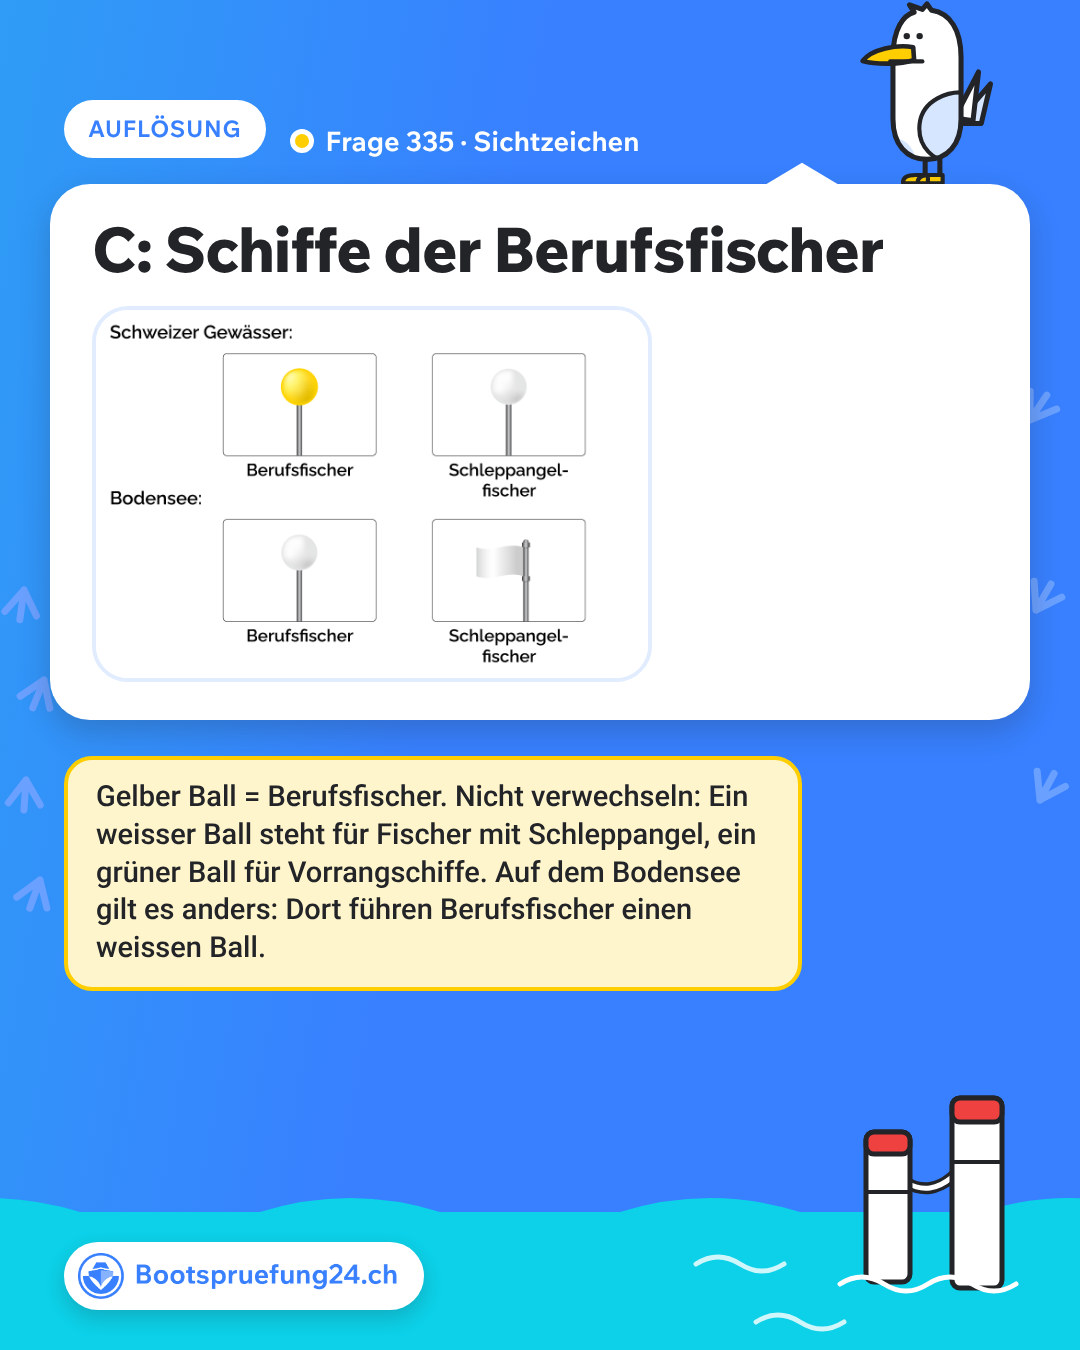 AUFLÖSUNG
Frage 335 · Sichtzeichen
C: Schiffe der Berufsfischer
Schweizer Gewässer:
Berufsfischer
Schleppangel-
fischer
Bodensee:
Berufsfischer
Schleppangel-
fischer
Gelber Ball = Berufsfischer. Nicht verwechseln: Ein
weisser Ball steht für Fischer mit Schleppangel, ein
grüner Ball für Vorrangschiffe. Auf dem Bodensee
gilt es anders: Dort führen Berufsfischer einen
weissen Ball.
Bootspruefung24.ch